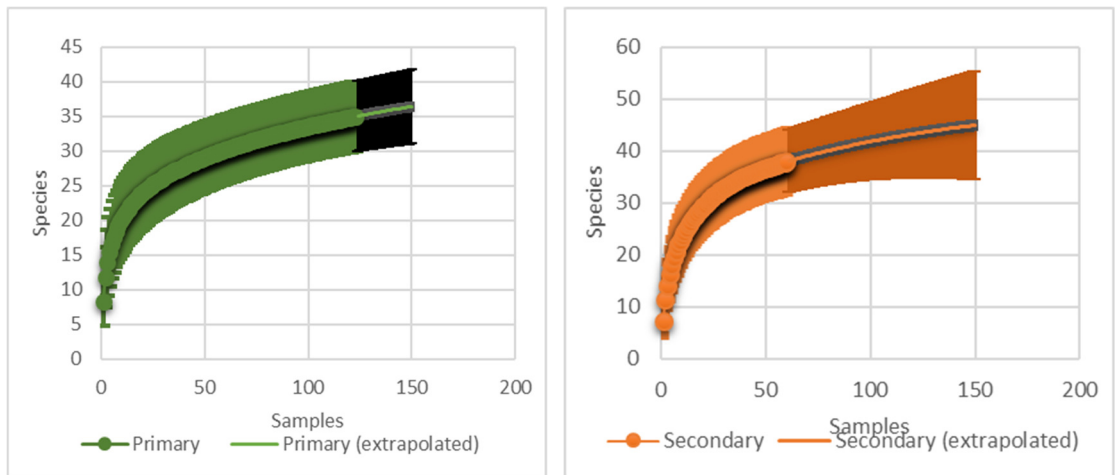 45
40
35
30
25
20
15
10
5
0
Species
0 50 100 150 200
Samples
Primary Primary (extrapolated)
60
50
40
30
20
10
0
Species
0 50 100 150 200
Samples
Secondary Secondary (extrapolated)